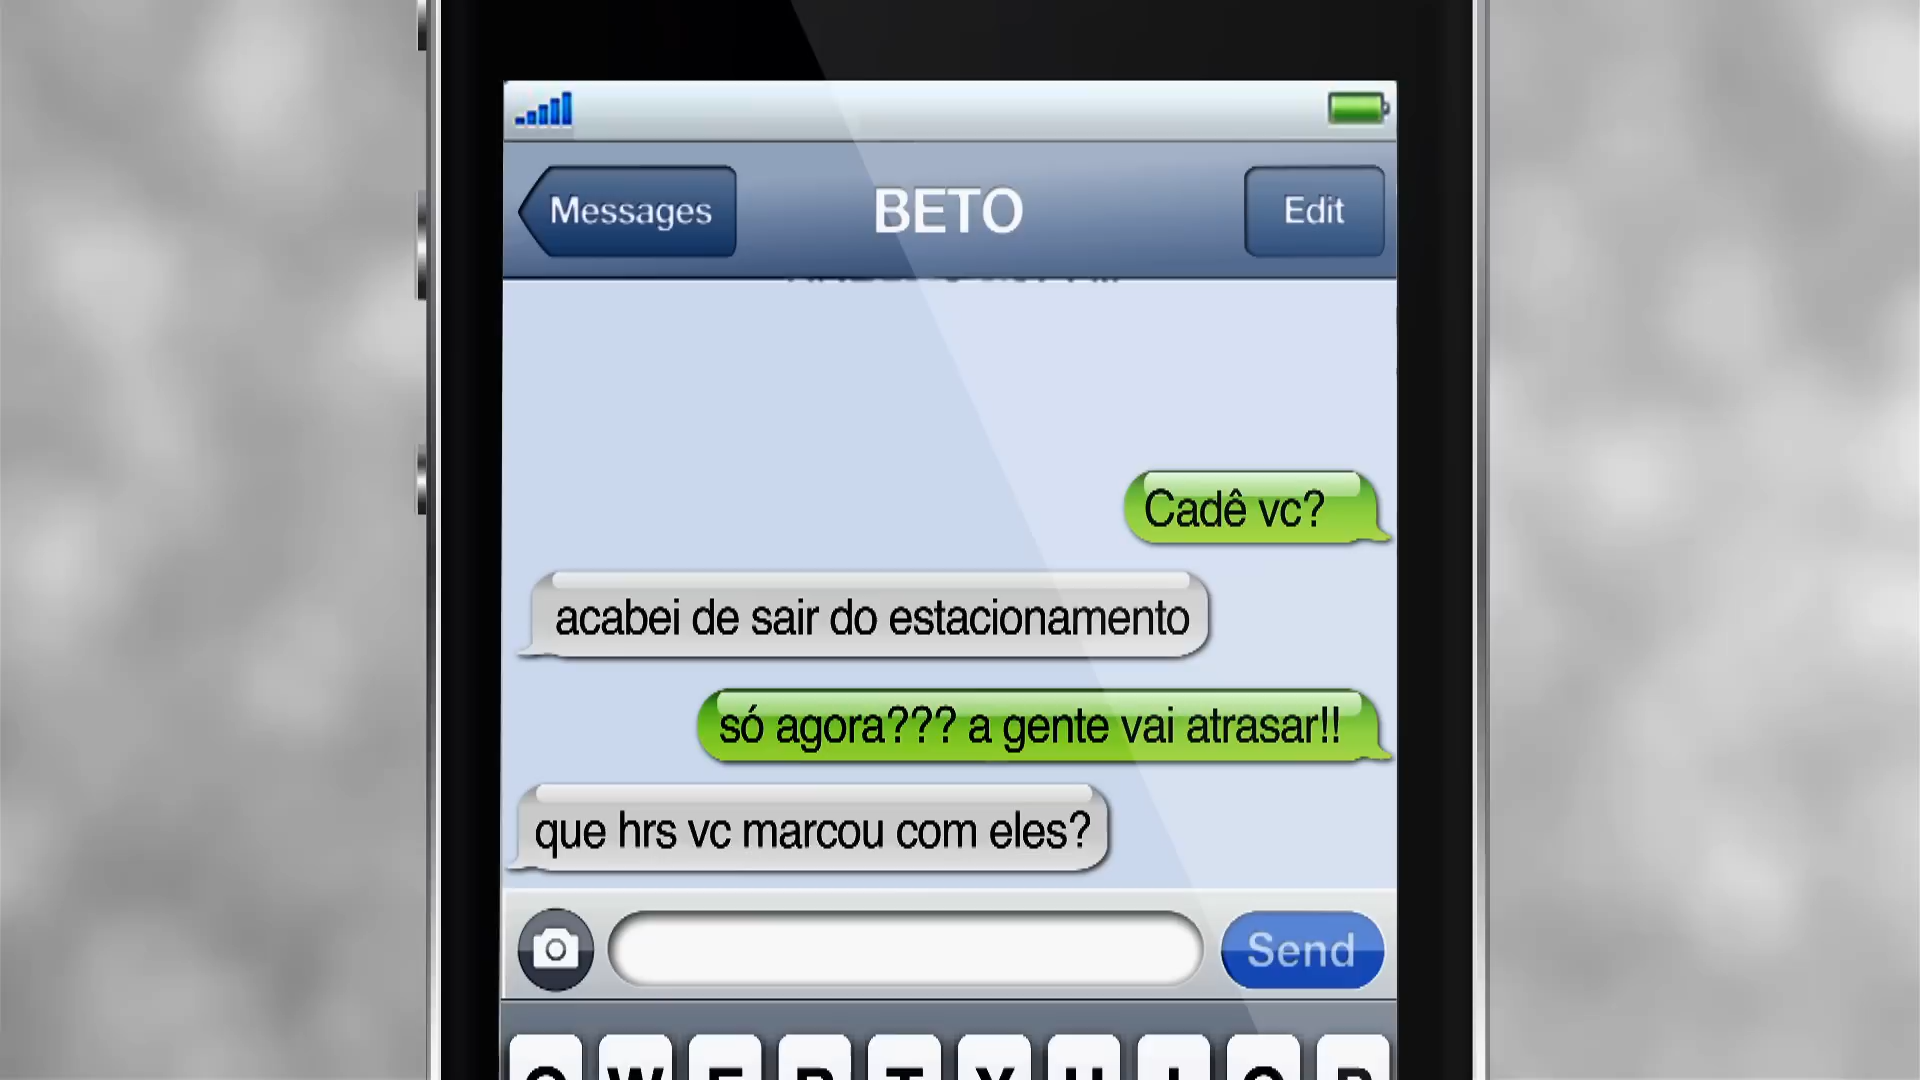 Messages
BETO
Edit
Cadê vc?
acabei de sair do estacionamento
só agora??? a gente vai atrasar!!
que hrs vc marcou com eles?
Send
Q W E R T Y U I O P